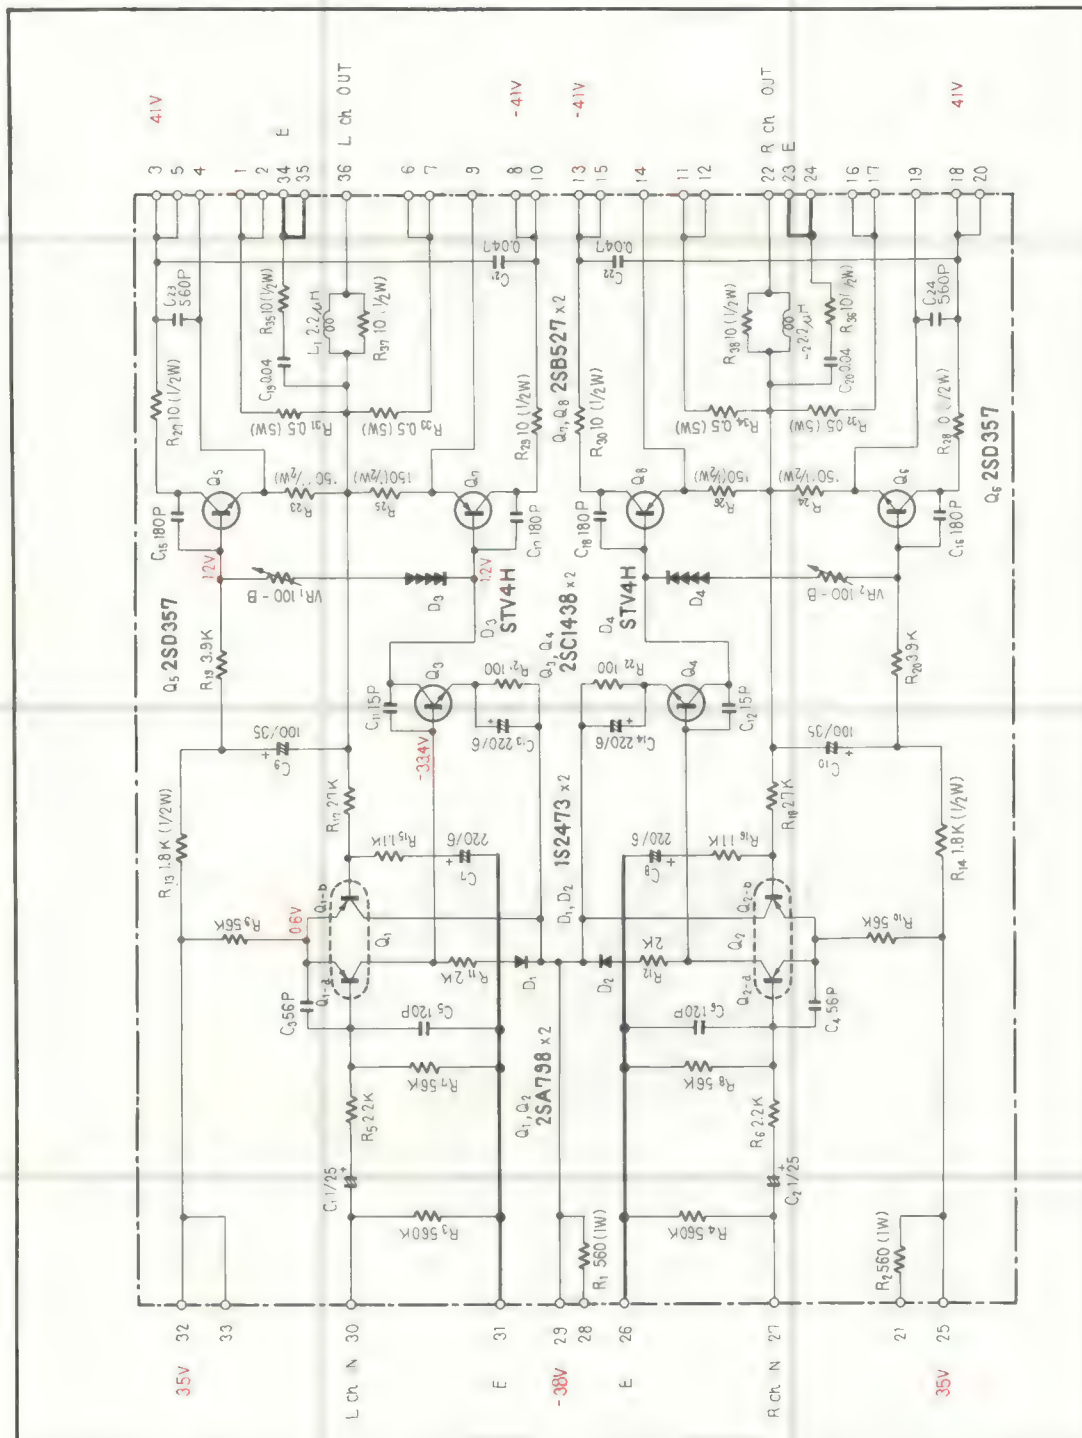 41V
E
L ch OUT
-41V
-41V
R ch OUT
E
41V
3
5
4
1
2
34
35
36
6
7
9
8
10
13
15
14
11
12
22
23
24
16
17
19
18
20
C23 560P
R35 10 (1/2W)
L1 2.2μH
R37 10 (1/2W)
C21 0.047
C22 0.047
R38 10 (1/2W)
2.2μH
R36 10 (1/2W)
C24 560P
R27 10 (1/2W)
C19 0.04
R31 0.5 (5W)
R33 0.5 (5W)
R29 10 (1/2W)
Q7, Q8 2SB527 x2
R30 10 (1/2W)
R34 0.5 (5W)
R32 0.5 (5W)
C20 0.04
R28
Q5
R23
R25 150 (1/2W)
Q7
Q8
R26
R24
Q6
Q6 2SD357
C15 180P
C17 180P
C18 180P
C16 180P
1.2V
VR1 100-B
D3
1.2V
D3
STV4H
D4
STV4H
D4
VR2 100-B
Q5 2SD357
R19 3.9K
C11 15P
Q3
R21 100
Q3, Q4
2SC1438 x2
R22 100
Q4
C12 15P
R20 3.9K
C9 100/35
-33.4V
C13 220/6
C14 220/6
C10 100/35
R13 1.8K (1/2W)
R17 27K
R15 1.1K
C7 220/6
D1, D2 1S2473 x2
C8 220/6
R16 1.1K
R18 27K
R14 1.8K (1/2W)
R9 56K
0.6V
Q1-b
Q1
Q1-a
R11 2K
D1
D2
R12 2K
Q2-b
Q2
Q2-a
R10 56K
C3 56P
C5 120P
C6 120P
C4 56P
R5 2.2K
R7 56K
Q1, Q2
2SA798 x2
R8 56K
R6 2.2K
C1 1/25
R3 560K
R1 560 (1W)
R4 560K
C2 1/25
R2 560 (1W)
32
33
30
31
29
28
26
27
21
25
35V
L ch N
E
-38V
E
R ch N
35V